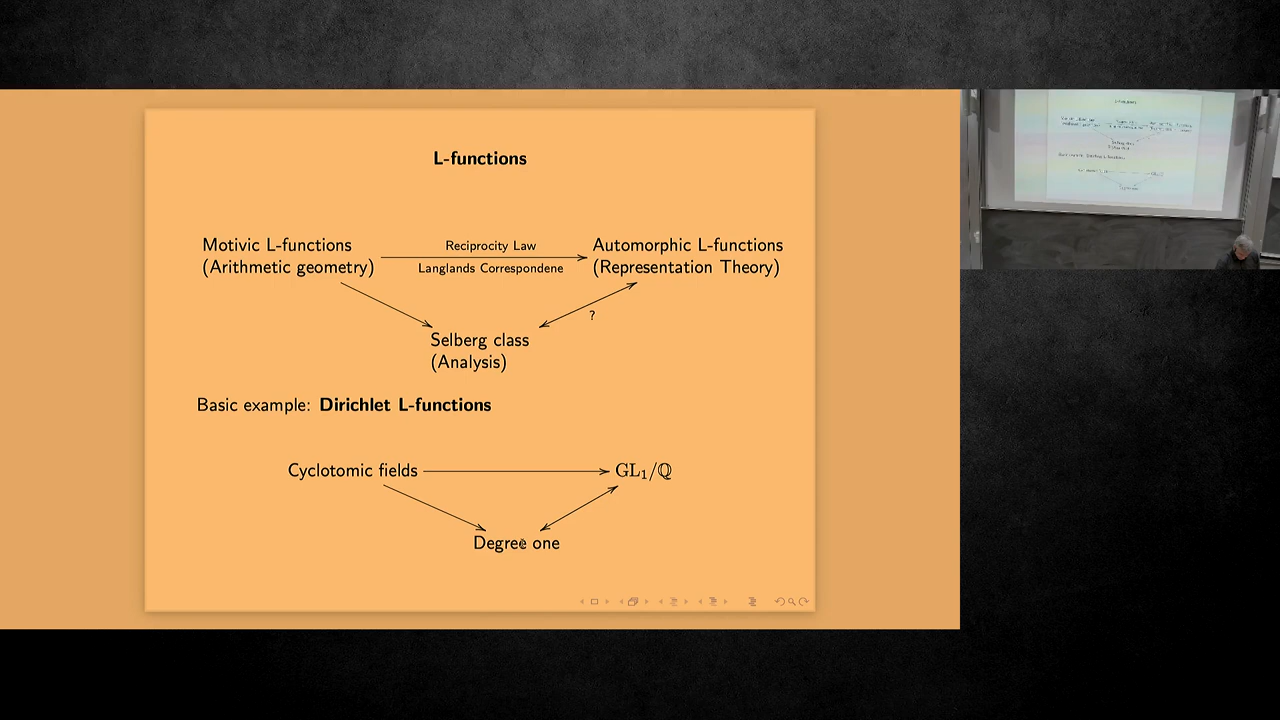 L-functions
Motivic L-functions
(Arithmetic geometry)
Reciprocity Law
Langlands Correspondene
Automorphic L-functions
(Representation Theory)
?
Selberg class
(Analysis)
Basic example: Dirichlet L-functions
Cyclotomic fields
GL₁/ℚ
Degree one